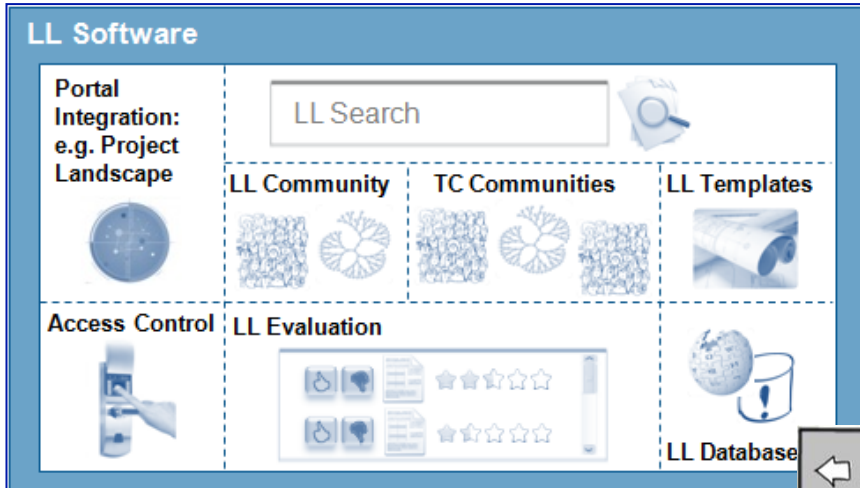 LL Software
Portal
Integration:
e.g. Project
Landscape
LL Search
LL Community
TC Communities
LL Templates
Access Control
LL Evaluation
LL Database